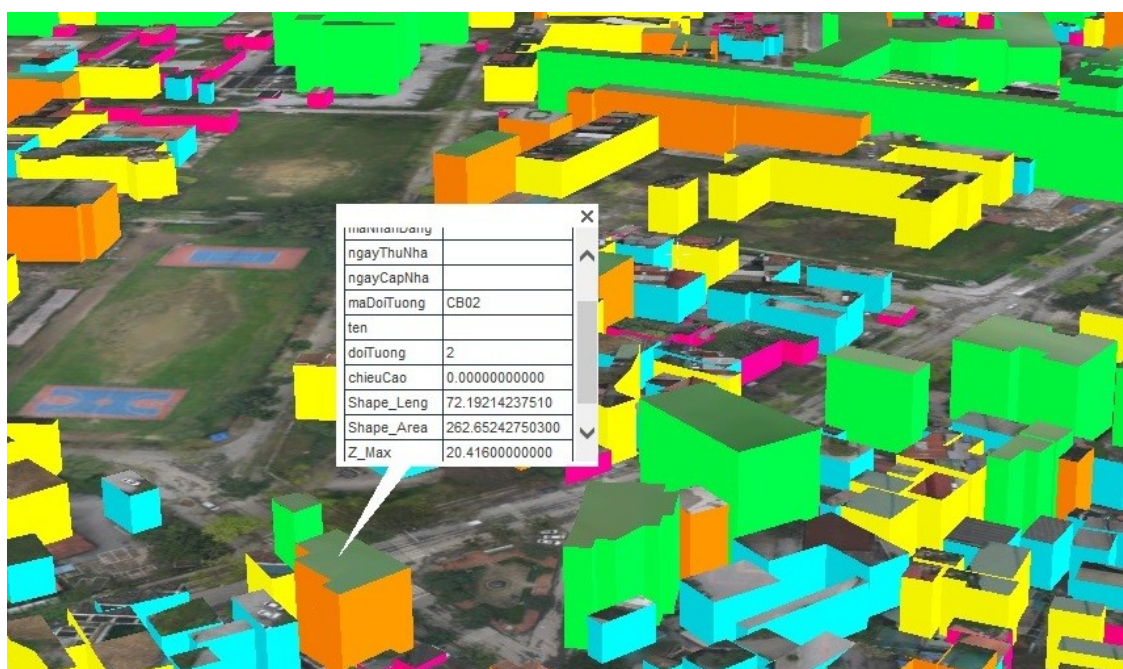 maNhanDang
ngayThuNha
ngayCapNha
maDoiTuong CB02
ten
doiTuong 2
chieuCao 0.00000000000
Shape_Leng 72.19214237510
Shape_Area 262.65242750300
Z_Max 20.41600000000